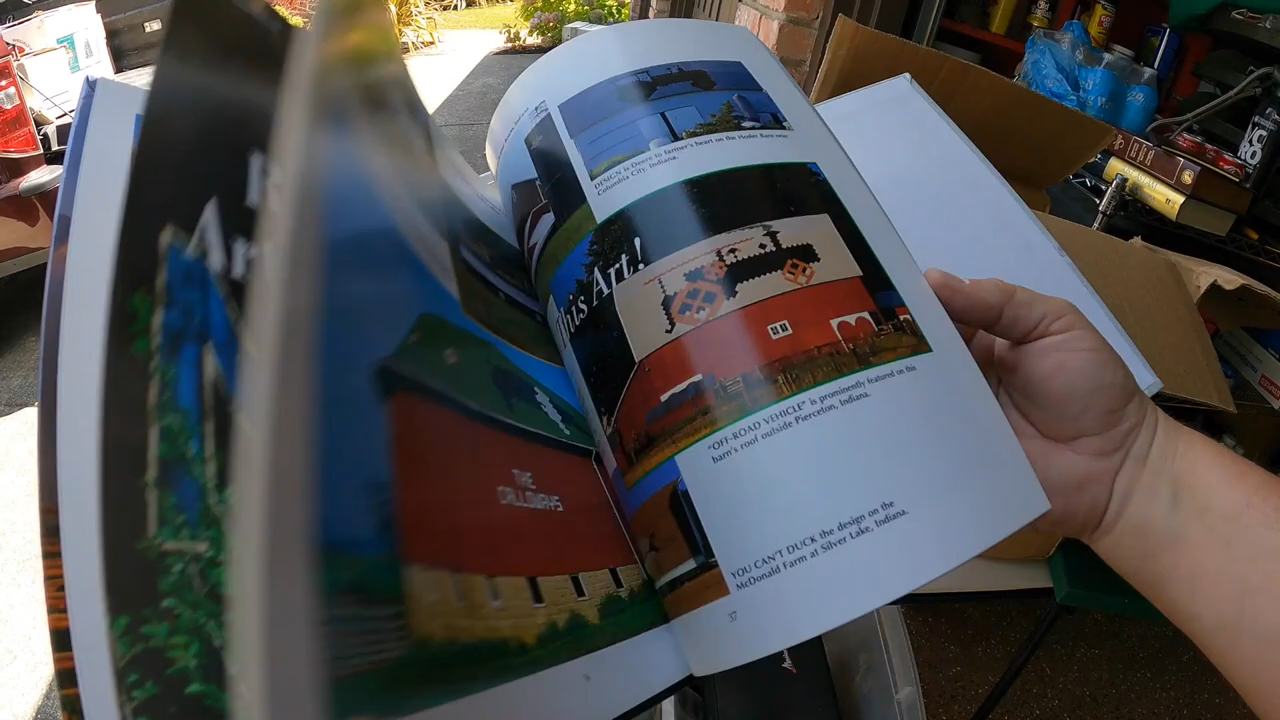 THE
CALLOWAYS
DESIGN is Deere to farmer's heart on the Hosler Barn near
Columbia City, Indiana.
This Art!
"OFF-ROAD VEHICLE" is prominently featured on this
barn's roof outside Pierceton, Indiana.
YOU CAN'T DUCK the design on the
McDonald Farm at Silver Lake, Indiana.
37